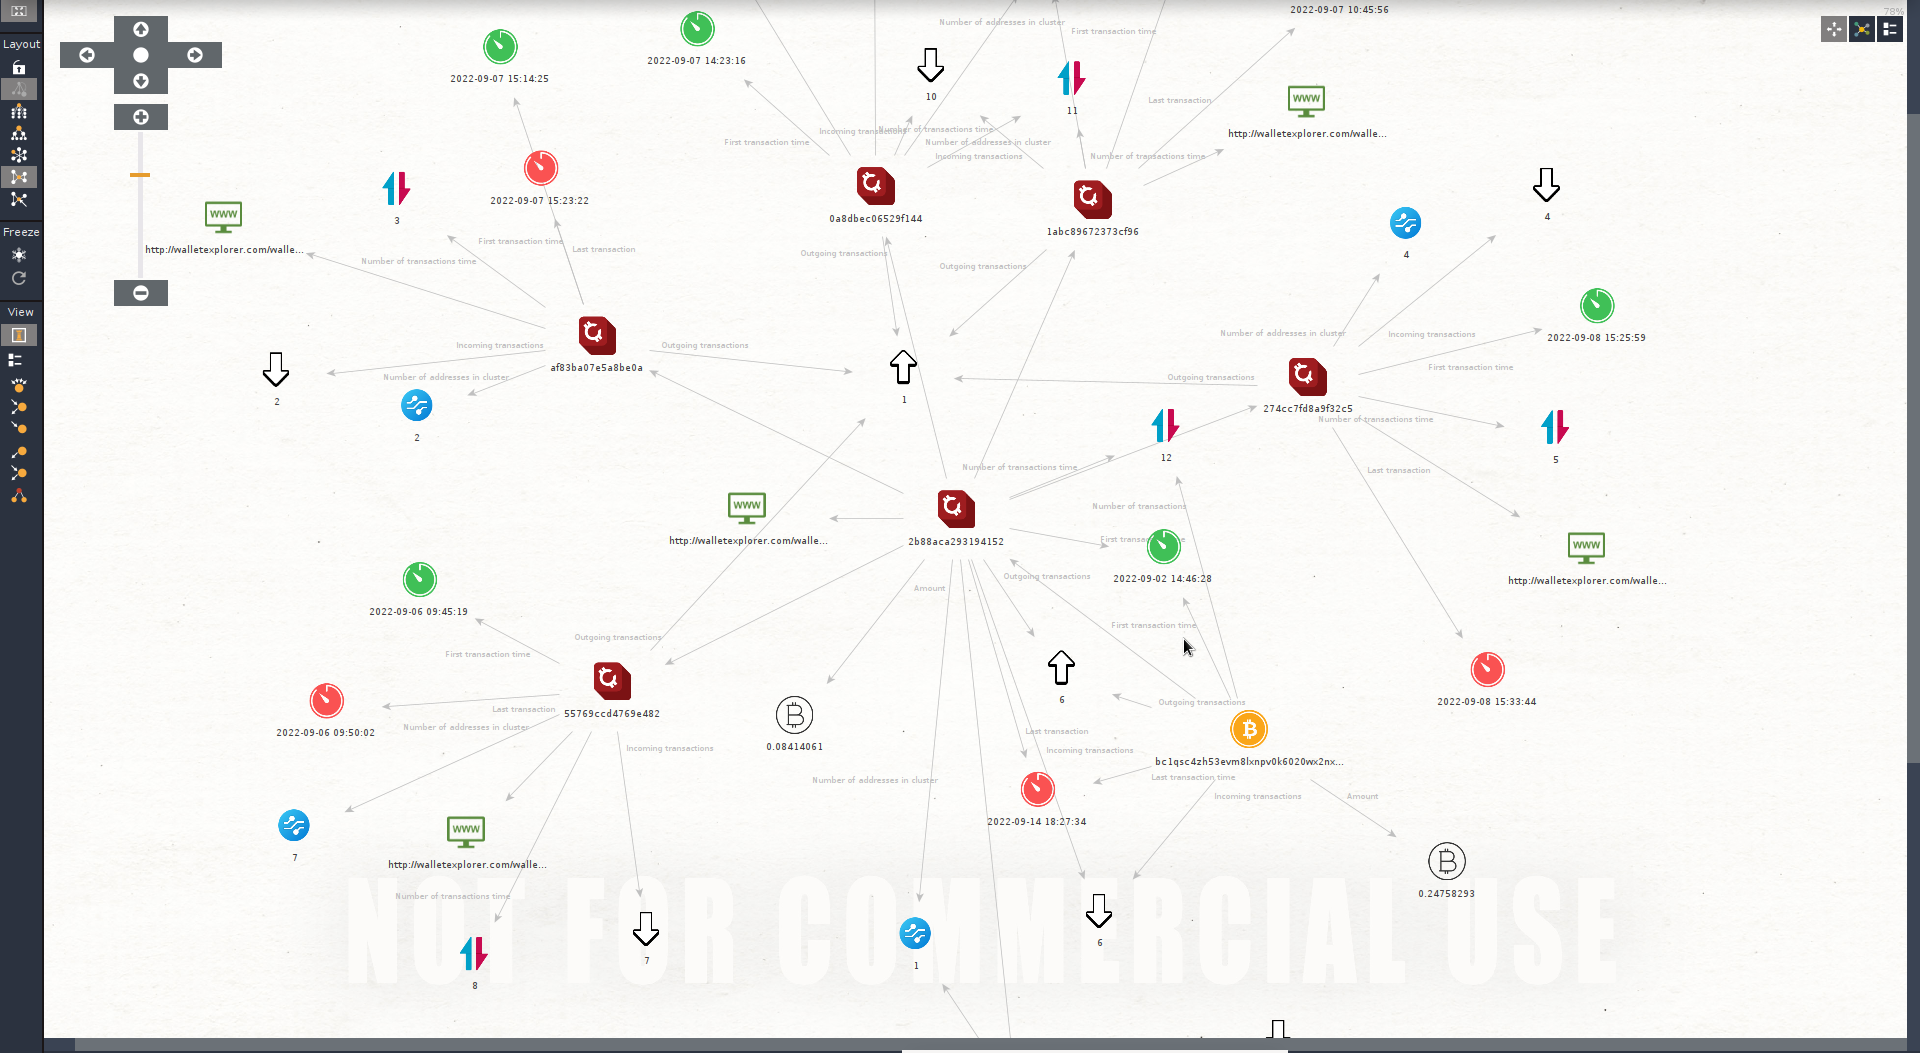 78%
Layout
Freeze
View
2022-09-07 10:45:56
Number of addresses in cluster
First transaction time
2022-09-07 15:14:25
2022-09-07 14:23:16
10
11
Last transaction
http://walletexplorer.com/walle...
First transaction time
Incoming transactions
Number of transactions time
Number of addresses in cluster
Incoming transactions
Number of transactions time
2022-09-07 15:23:22
3
0a8dbec06529f144
1abc89672373cf96
4
4
http://walletexplorer.com/walle...
First transaction time
Last transaction
Number of transactions time
Outgoing transactions
Outgoing transactions
Number of addresses in cluster
Incoming transactions
2022-09-08 15:25:59
Incoming transactions
Outgoing transactions
af83ba07e5a8be0a
Number of addresses in cluster
2
2
1
Outgoing transactions
First transaction time
274cc7fd8a9f32c5
Number of transactions time
12
5
Number of transactions time
Last transaction
Number of transactions
http://walletexplorer.com/walle...
2b88aca293194152
2022-09-02 14:46:28
Outgoing transactions
Amount
http://walletexplorer.com/walle...
2022-09-06 09:45:19
First transaction time
Outgoing transactions
First transaction time
55769ccd4769e482
Last transaction
Number of addresses in cluster
2022-09-06 09:50:02
Incoming transactions
0.08414061
6
Outgoing transactions
2022-09-08 15:33:44
Last transaction
Incoming transactions
bc1qsc4zh53evm8lxnpv0k6020wx2nx...
Last transaction time
Number of addresses in cluster
Incoming transactions
Amount
2022-09-14 18:27:34
7
http://walletexplorer.com/walle...
Number of transactions time
0.24758293
NOT FOR COMMERCIAL USE
7
6
1
8